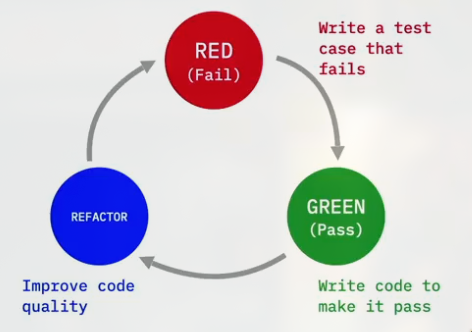 RED
(Fail)
Write a test
case that
fails
REFACTOR
GREEN
(Pass)
Improve code
quality
Write code to
make it pass